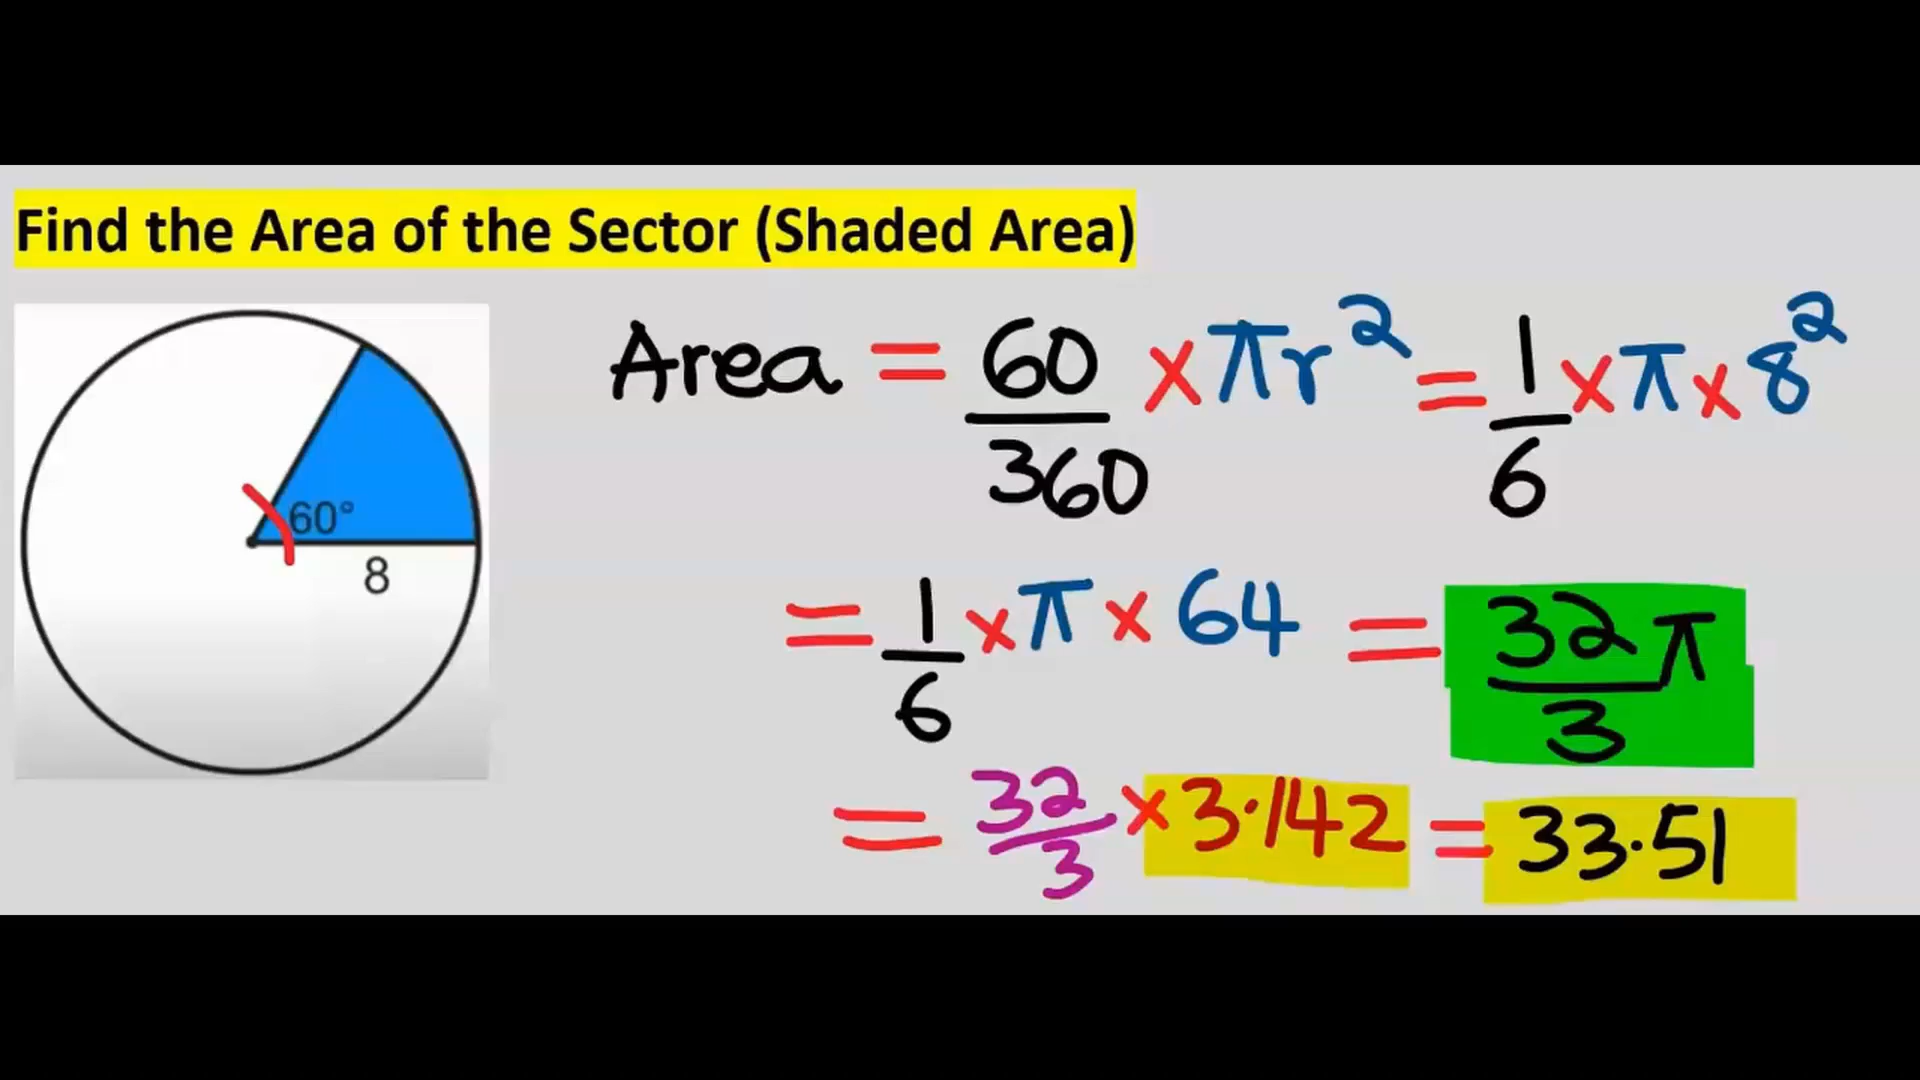 Find the Area of the Sector (Shaded Area)
60°
8
Area = 60/360 × πr² = 1/6 × π × 8²
= 1/6 × π × 64 = 32/3 π
= 32/3 × 3.142 = 33.51